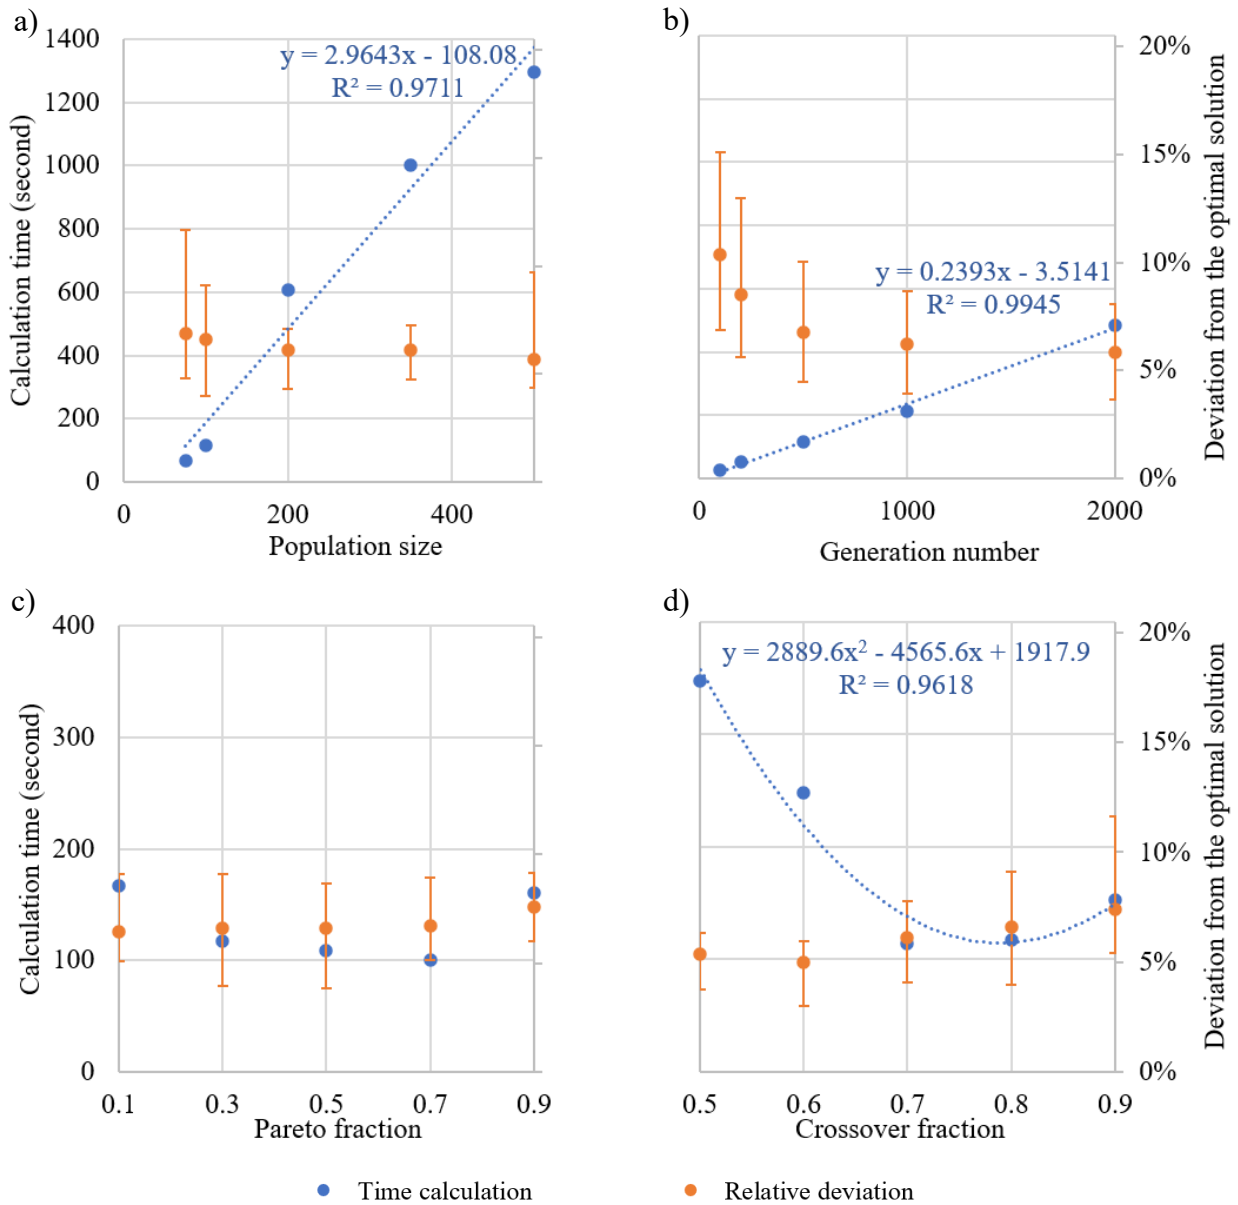 a)
1400
1200
1000
800
600
400
200
0
Calculation time (second)
y = 2.9643x - 108.08
R² = 0.9711
0
200
400
Population size
b)
y = 0.2393x - 3.5141
R² = 0.9945
20%
15%
10%
5%
0%
Deviation from the optimal solution
0
1000
2000
Generation number
c)
400
300
200
100
0
Calculation time (second)
0.1
0.3
0.5
0.7
0.9
Pareto fraction
d)
y = 2889.6x² - 4565.6x + 1917.9
R² = 0.9618
20%
15%
10%
5%
0%
Deviation from the optimal solution
0.5
0.6
0.7
0.8
0.9
Crossover fraction
Time calculation
Relative deviation